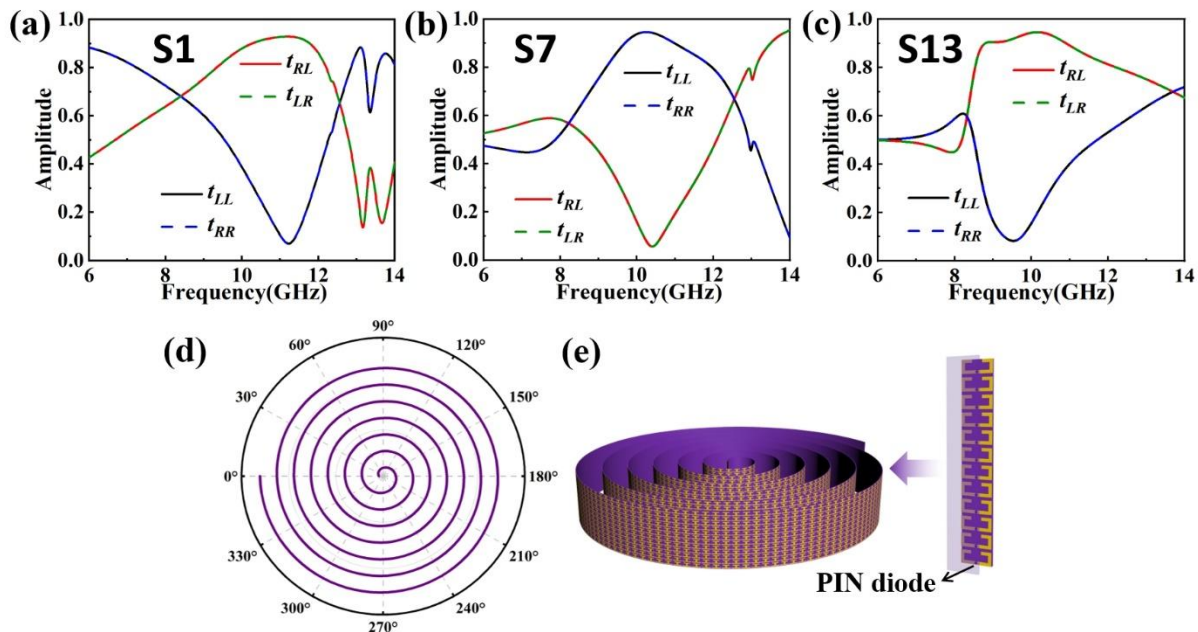 (a)
S1
1.0
0.8
0.6
0.4
0.2
0.0
Amplitude
t_RL
t_LR
t_LL
t_RR
6
8
10
12
14
Frequency(GHz)
(b)
S7
1.0
0.8
0.6
0.4
0.2
0.0
Amplitude
t_LL
t_RR
t_RL
t_LR
6
8
10
12
14
Frequency(GHz)
(c)
S13
1.0
0.8
0.6
0.4
0.2
0.0
Amplitude
t_RL
t_LR
t_LL
t_RR
6
8
10
12
14
Frequency(GHz)
(d)
90°
60°
120°
30°
150°
0°
180°
330°
210°
300°
240°
270°
(e)
PIN diode